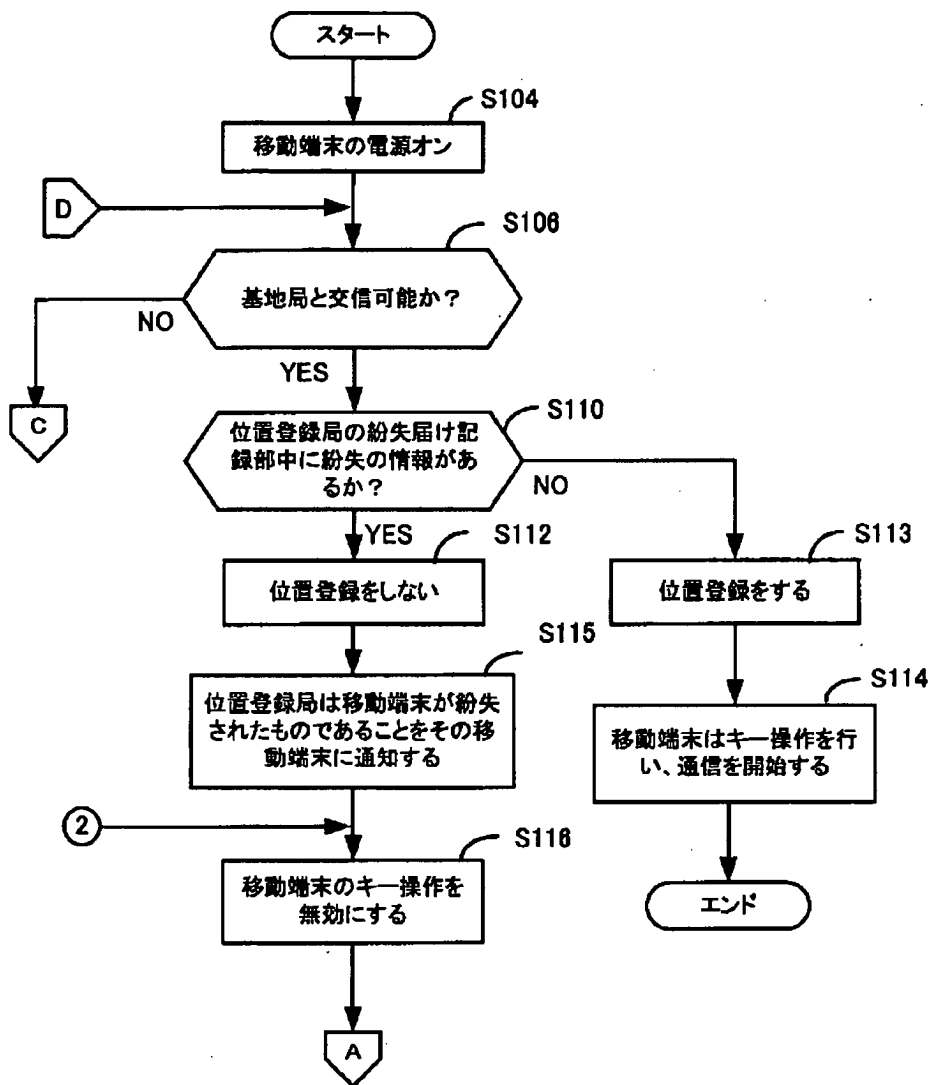 スタート
S104
移動端末の電源オン
D
S106
基地局と交信可能か？
NO
YES
C
S110
位置登録局の紛失届け記
録部中に紛失の情報があ
るか？
NO
YES
S112
S113
位置登録をしない
位置登録をする
S115
位置登録局は移動端末が紛失
されたものであることをその移
動端末に通知する
S114
移動端末はキー操作を行
い、通信を開始する
2
S116
移動端末のキー操作を
無効にする
エンド
A